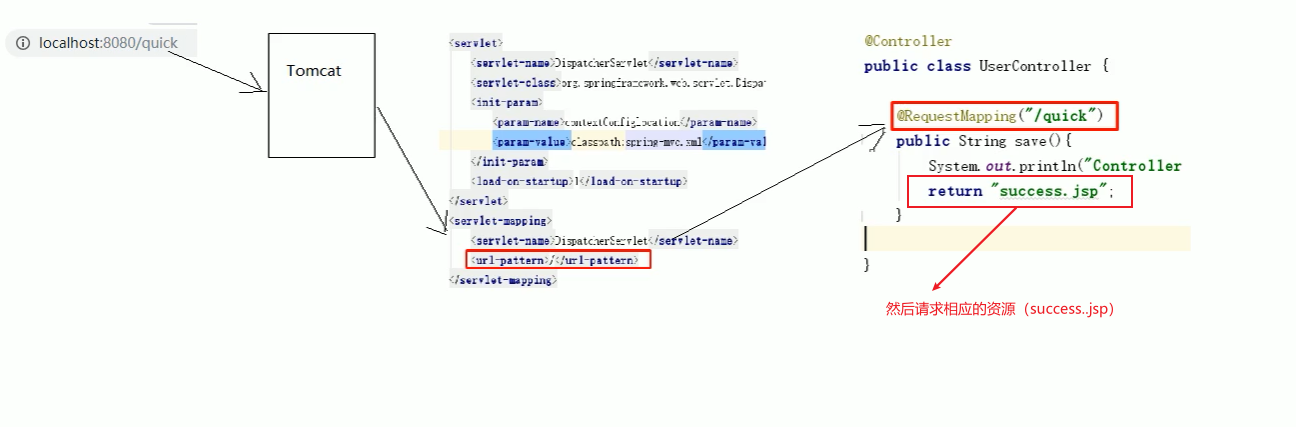 localhost:8080/quick
Tomcat
<servlet>
<servlet-name>DispatcherServlet</servlet-name>
<servlet-class>org.springframework.web.servlet.Dispat
<init-param>
<param-name>contextConfigLocation</param-name>
<param-value>classpath:spring-mvc.xml</param-val
</init-param>
<load-on-startup>1</load-on-startup>
</servlet>
<servlet-mapping>
<servlet-name>DispatcherServlet</servlet-name>
<url-pattern>/</url-pattern>
</servlet-mapping>
@Controller
public class UserController {
@RequestMapping("/quick")
public String save(){
System.out.println("Controller
return "success.jsp";
}
}
然后请求相应的资源（success..jsp）